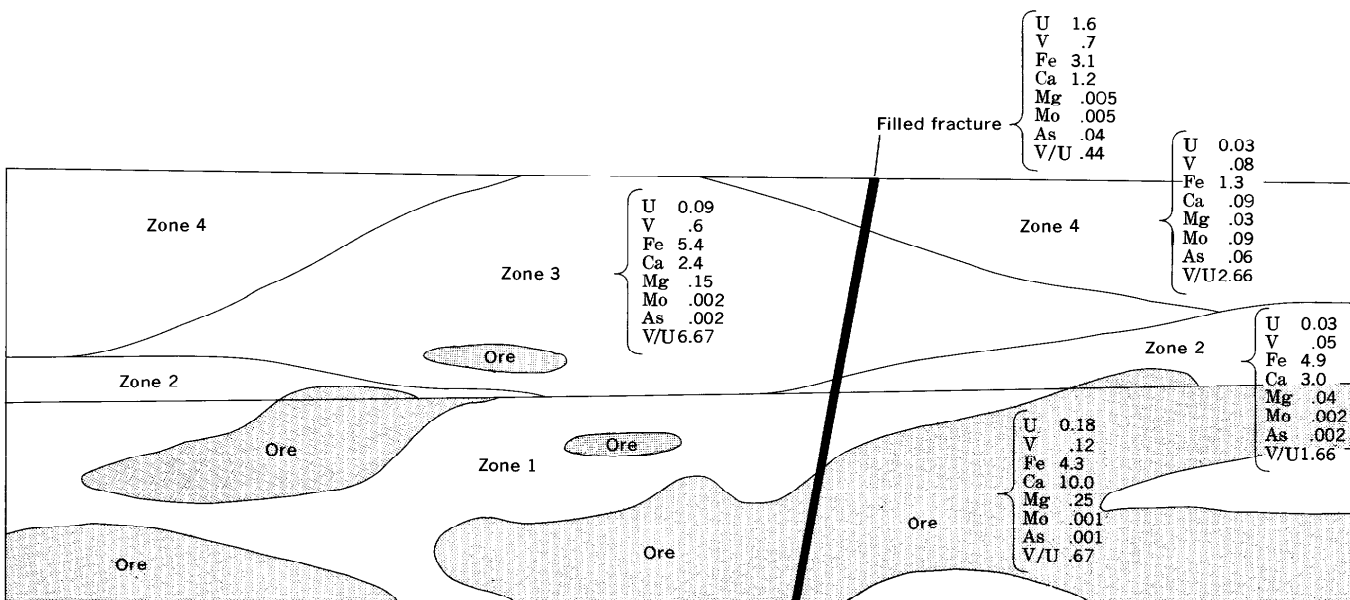 Filled fracture
U 1.6
V .7
Fe 3.1
Ca 1.2
Mg .005
Mo .005
As .04
V/U .44
Zone 4
Zone 3
U 0.09
V .6
Fe 5.4
Ca 2.4
Mg .15
Mo .002
As .002
V/U 6.67
Zone 4
U 0.03
V .08
Fe 1.3
Ca .09
Mg .03
Mo .09
As .06
V/U 2.66
Ore
Zone 2
Zone 2
U 0.03
V .05
Fe 4.9
Ca 3.0
Mg .04
Mo .002
As .002
V/U 1.66
Ore
Ore
Zone 1
U 0.18
V .12
Fe 4.3
Ca 10.0
Mg .25
Mo .001
As .001
V/U .67
Ore
Ore
Ore